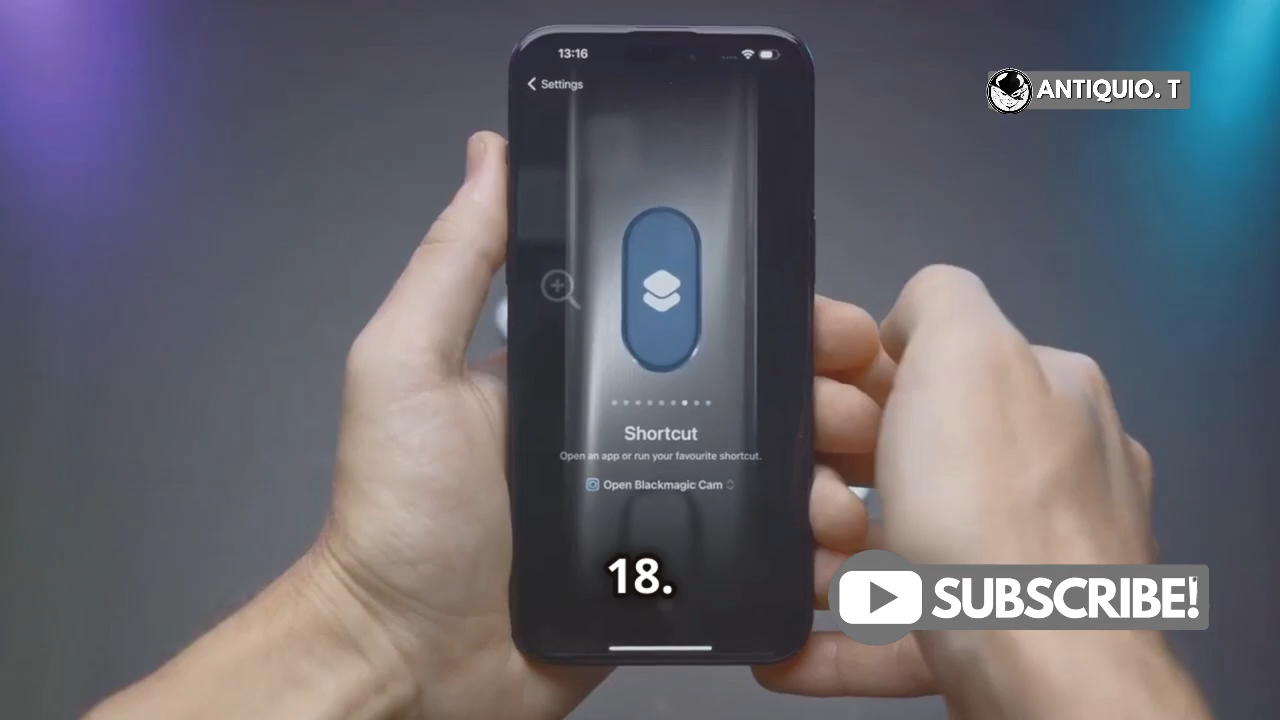 13:16
Settings
ANTIQUIO. T
Shortcut
Open an app or run your favourite shortcut.
Open Blackmagic Cam
18.
SUBSCRIBE!